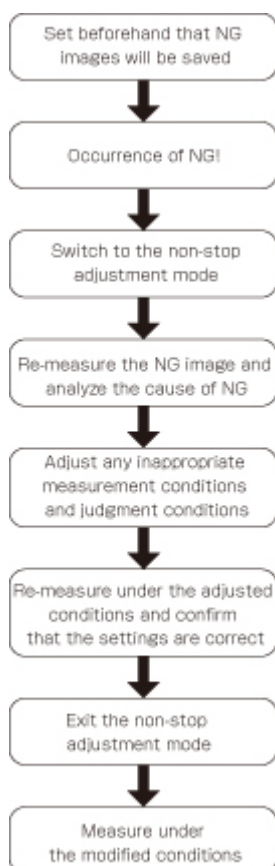 Set beforehand that NG
images will be saved
Occurrence of NG!
Switch to the non-stop
adjustment mode
Re-measure the NG image and
analyze the cause of NG
Adjust any inappropriate
measurement conditions
and judgment conditions
Re-measure under the adjusted
conditions and confirm
that the settings are correct
Exit the non-stop
adjustment mode
Measure under
the modified conditions